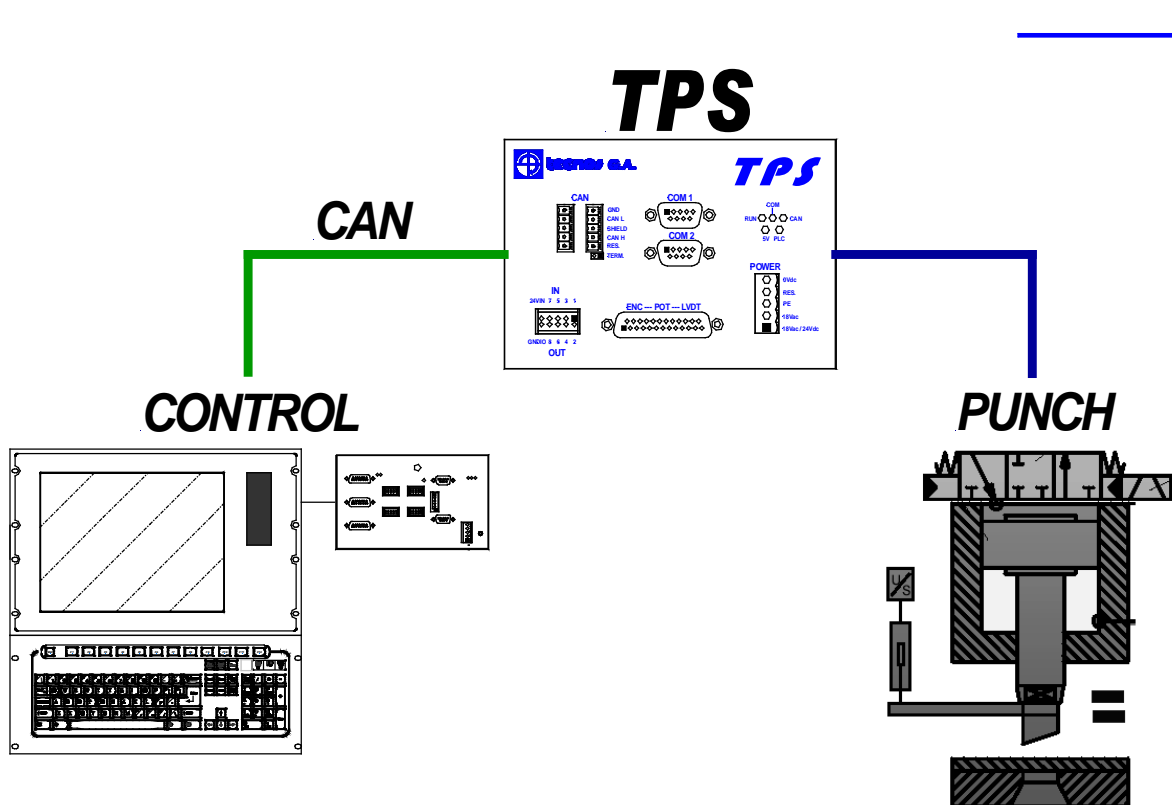 TPS
TPS
CAN
COM 1
COM
GND
CAN L
SHIELD
CAN H
RES.
TERM.
RUN
CAN
5V PLC
COM 2
CAN
POWER
0Vdc
RES.
PE
18Vac
18Vac / 24Vdc
IN
24VIN 7 5 3 1
ENC --- POT --- LVDT
GNDIO 8 6 4 2
OUT
CONTROL
PUNCH
U/S